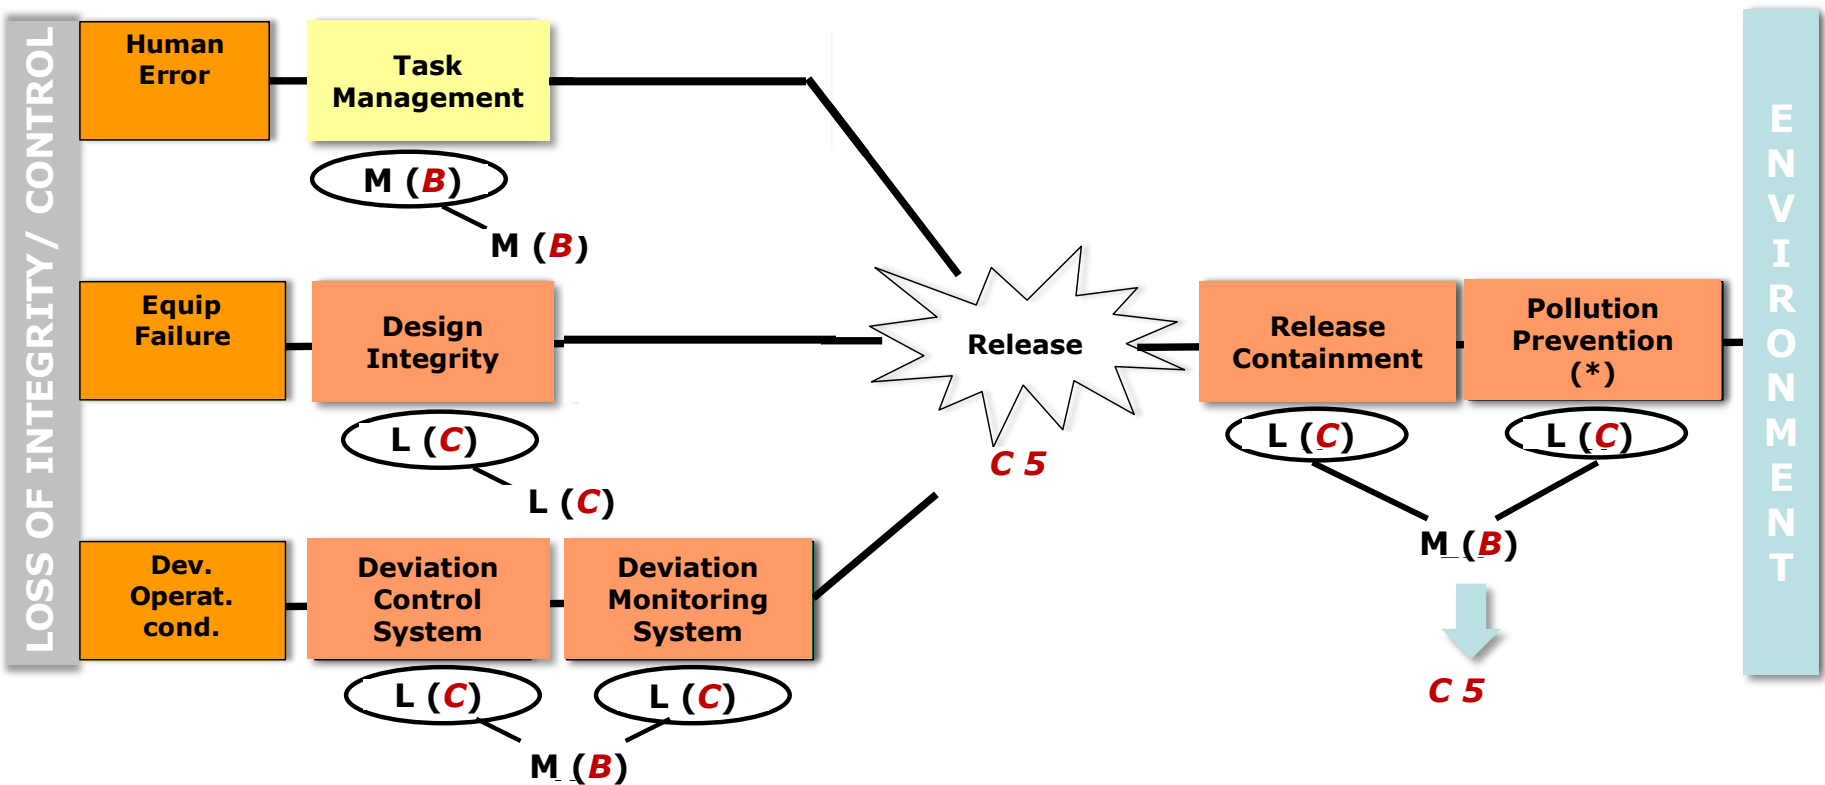 LOSS OF INTEGRITY/ CONTROL
Human
Error
Task
Management
M (B)
M (B)
Equip
Failure
Design
Integrity
L (C)
L (C)
Dev.
Operat.
cond.
Deviation
Control
System
Deviation
Monitoring
System
L (C)
L (C)
M (B)
Release
C 5
Release
Containment
Pollution
Prevention
(*)
L (C)
L (C)
M (B)
C 5
ENVIRONMENT